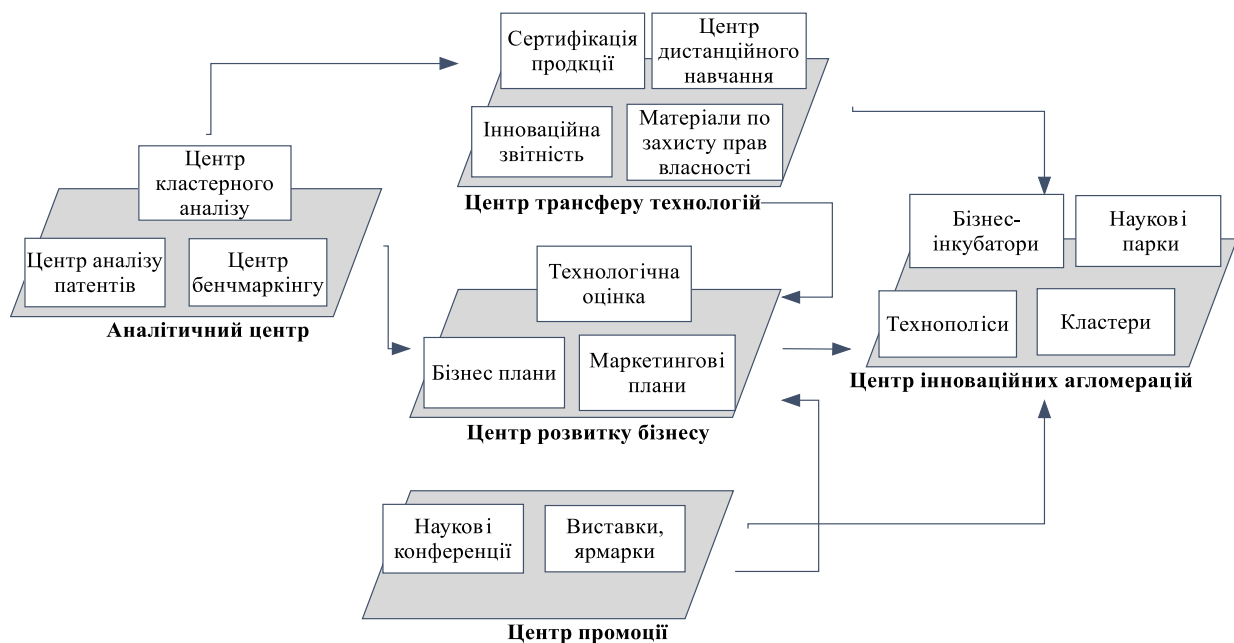 Сертифікація
продкції
Центр
дистанційного
навчання
Інноваційна
звітність
Матеріали по
захисту прав
власності
Центр трансферу технологій
Центр
кластерного
аналізу
Центр аналізу
патентів
Центр
бенчмаркінгу
Аналітичний центр
Технологічна
оцінка
Бізнес плани
Маркетингові
плани
Центр розвитку бізнесу
Бізнес-
інкубатори
Наукові
парки
Технополіси
Кластери
Центр інноваційних агломерацій
Наукові
конференції
Виставки,
ярмарки
Центр промоції